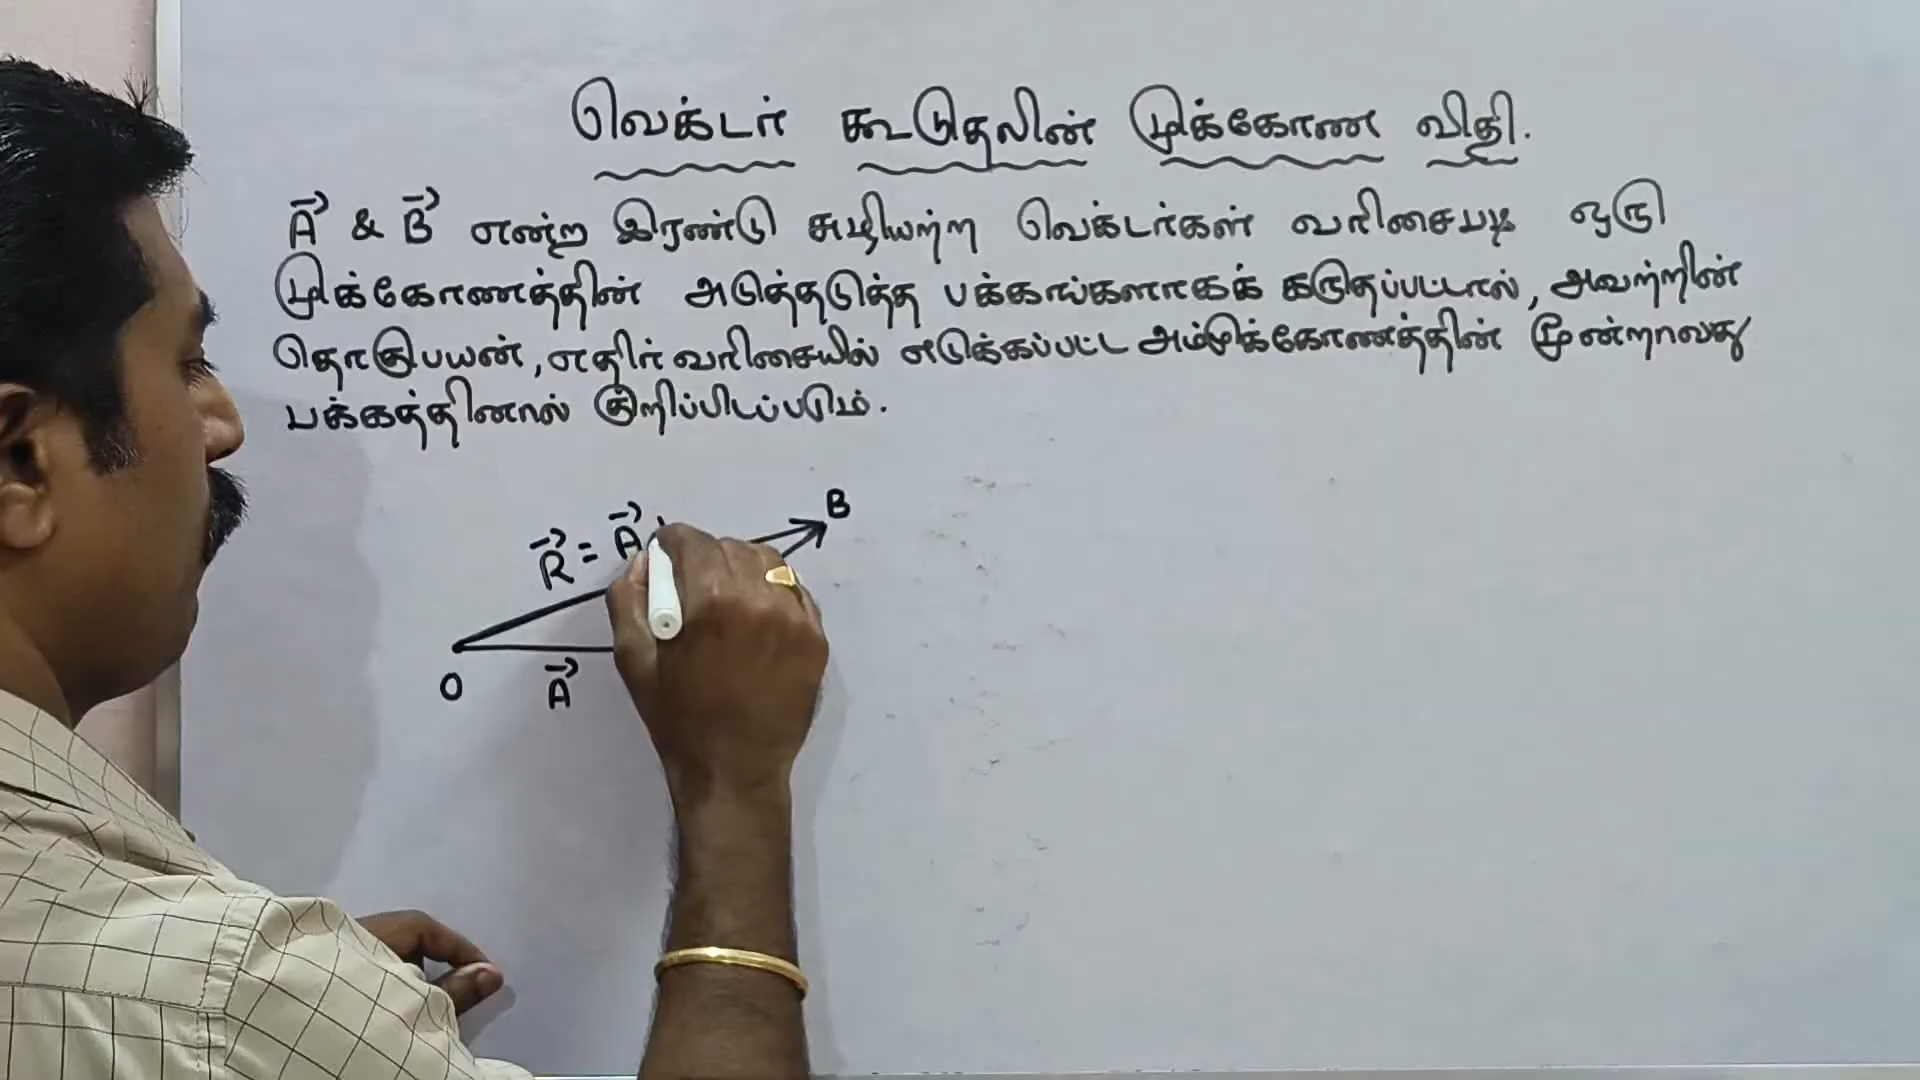 வெக்டர் கூடுதலின் முக்கோண விதி.
A⃗ & B⃗ என்ற இரண்டு சுழியற்ற வெக்டர்கள் வரிசைபடி ஒரு
முக்கோணத்தின் அடுத்தடுத்த பக்கங்களாகக் கருதப்பட்டால், அவற்றின்
தொகுபயன், எதிர் வரிசையில் எடுக்கப்பட்ட அம்முக்கோணத்தின் மூன்றாவது
பக்கத்தினால் குறிப்பிடப்படும்.
B
R⃗ = A⃗
O
A⃗